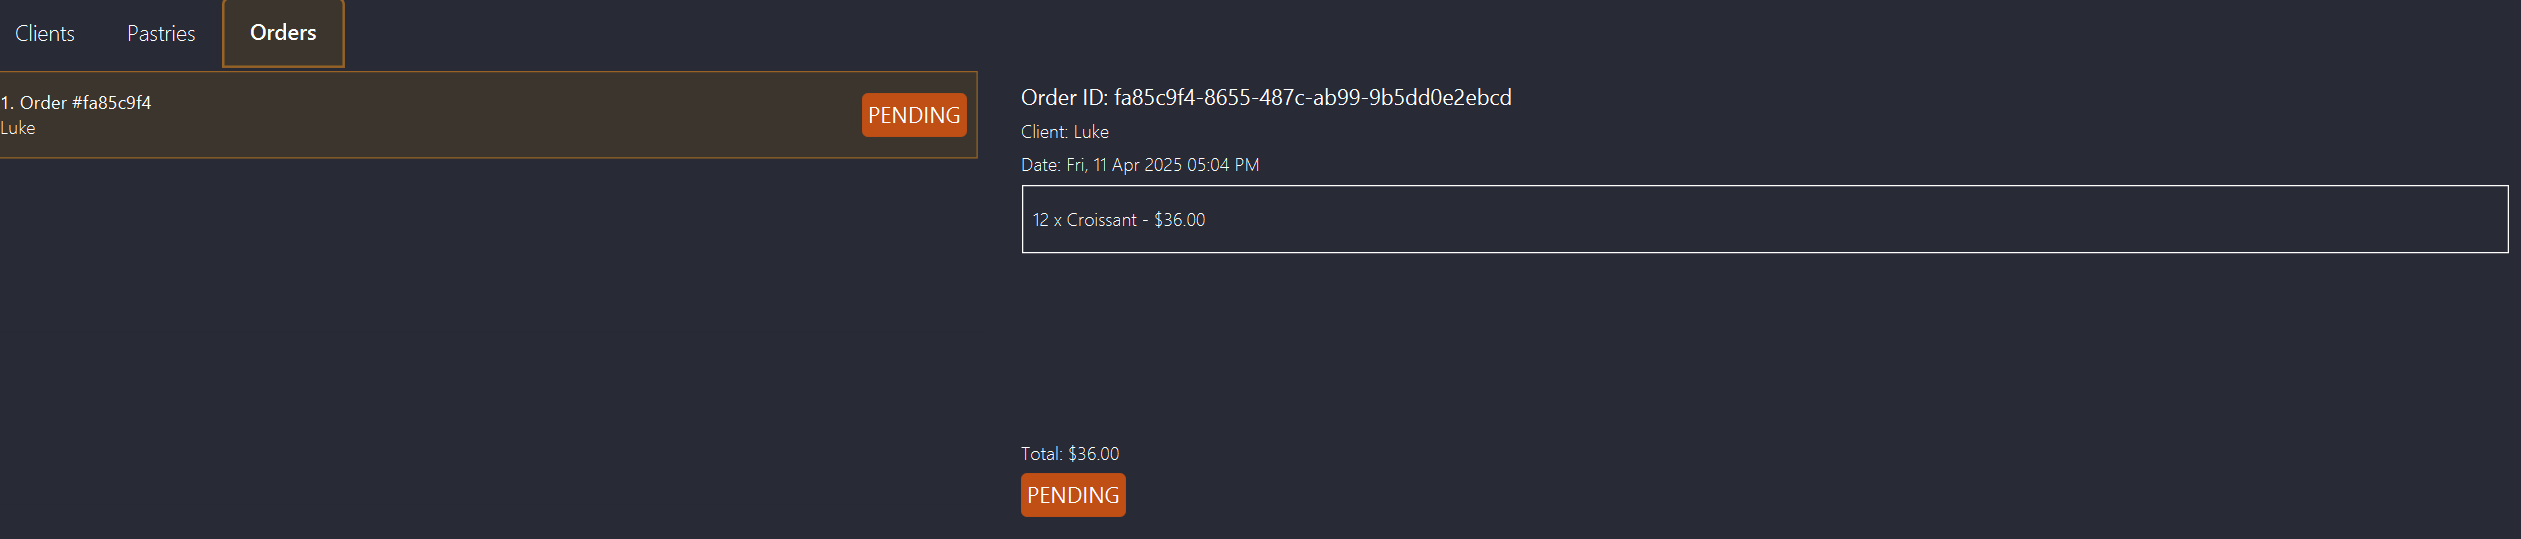 Clients Pastries Orders
1. Order #fa85c9f4
Luke
PENDING
Order ID: fa85c9f4-8655-487c-ab99-9b5dd0e2ebcd
Client: Luke
Date: Fri, 11 Apr 2025 05:04 PM
12 x Croissant - $36.00
Total: $36.00
PENDING